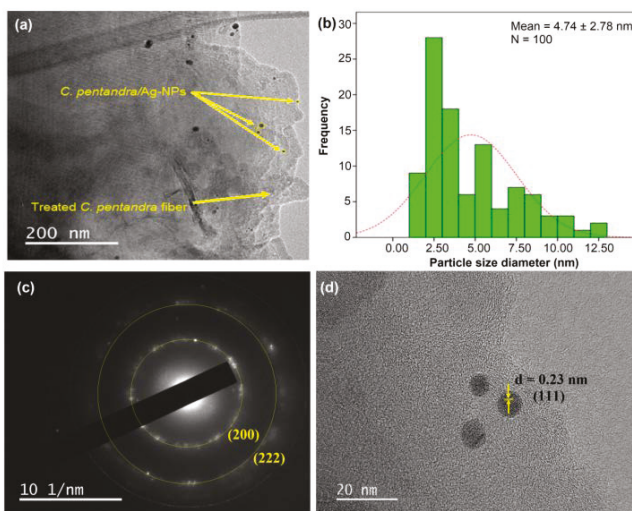 (a)
C. pentandra/Ag-NPs
Treated C. pentandra fiber
200 nm
(b)
Mean = 4.74 ± 2.78 nm
N = 100
30
25
20
15
10
5
0
Frequency
0.00 2.50 5.00 7.50 10.00 12.50
Particle size diameter (nm)
(c)
(200)
(222)
10 1/nm
(d)
d = 0.23 nm
(111)
20 nm